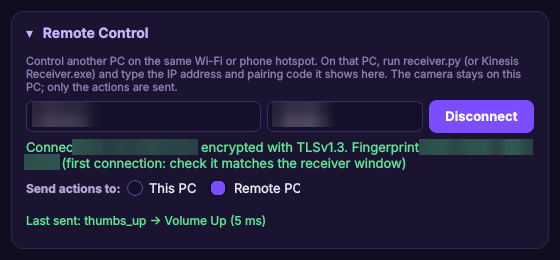 ▼ Remote Control
Control another PC on the same Wi-Fi or phone hotspot. On that PC, run receiver.py (or Kinesis
Receiver.exe) and type the IP address and pairing code it shows here. The camera stays on this
PC; only the actions are sent.
Disconnect
encrypted with TLSv1.3. Fingerprint
(first connection: check it matches the receiver window)
Send actions to: This PC Remote PC
Last sent: thumbs_up → Volume Up (5 ms)